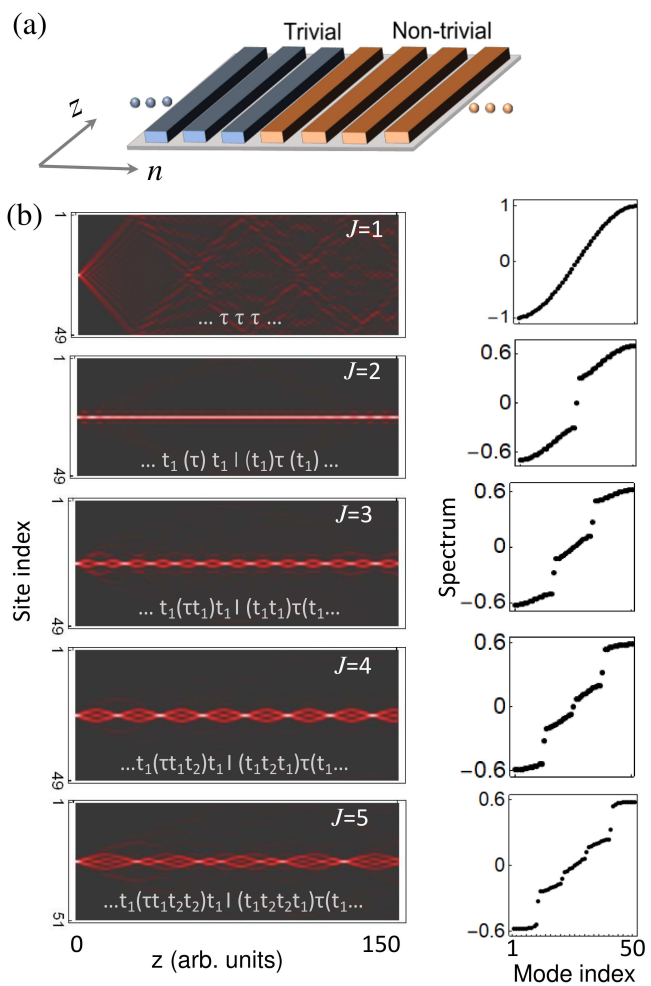 (a)
Trivial
Non-trivial
z
n
(b)
1
J=1
... τ τ τ ...
49
1
0
−1
1
J=2
... t₁ (τ) t₁ | (t₁)τ (t₁) ...
49
0.6
0
−0.6
1
J=3
... t₁(τt₁)t₁ | (t₁t₁)τ(t₁...
49
0.6
0
−0.6
1
J=4
...t₁(τt₁t₂)t₁ | (t₁t₂t₁)τ(t₁...
49
0.6
0
−0.6
1
J=5
...t₁(τt₁t₂t₂)t₁ | (t₁t₂t₂t₁)τ(t₁...
51
0.6
0
−0.6
Site index
Spectrum
0
150
z (arb. units)
1
50
Mode index